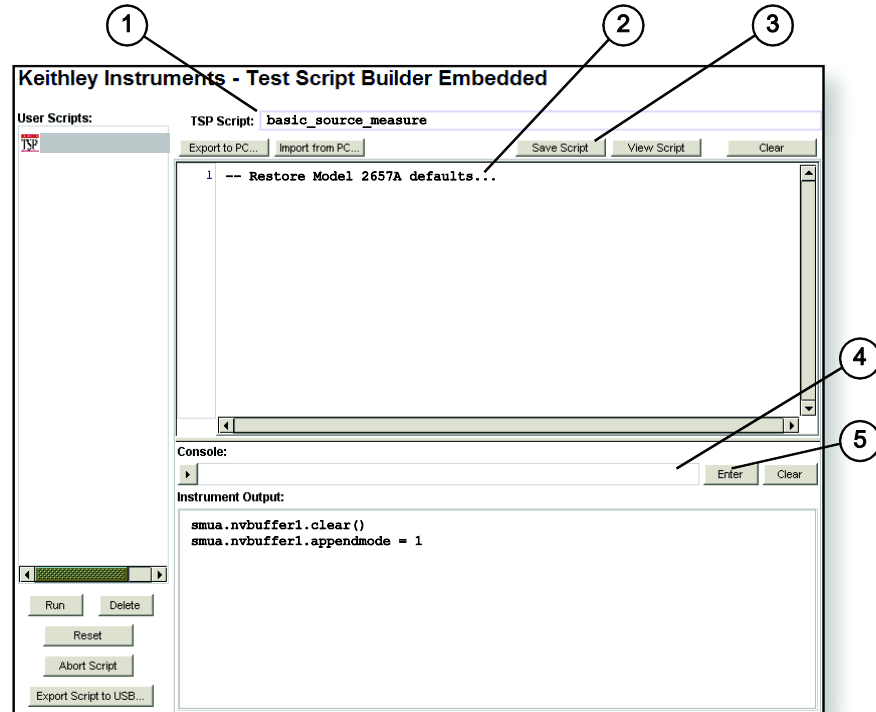 1
2
3
Keithley Instruments - Test Script Builder Embedded
User Scripts:
TSP Script: basic_source_measure
TSP
Export to PC... Import from PC... Save Script View Script Clear
1 -- Restore Model 2657A defaults...
4
5
Console:
Enter Clear
Instrument Output:
smua.nvbuffer1.clear()
smua.nvbuffer1.appendmode = 1
Run Delete
Reset
Abort Script
Export Script to USB...